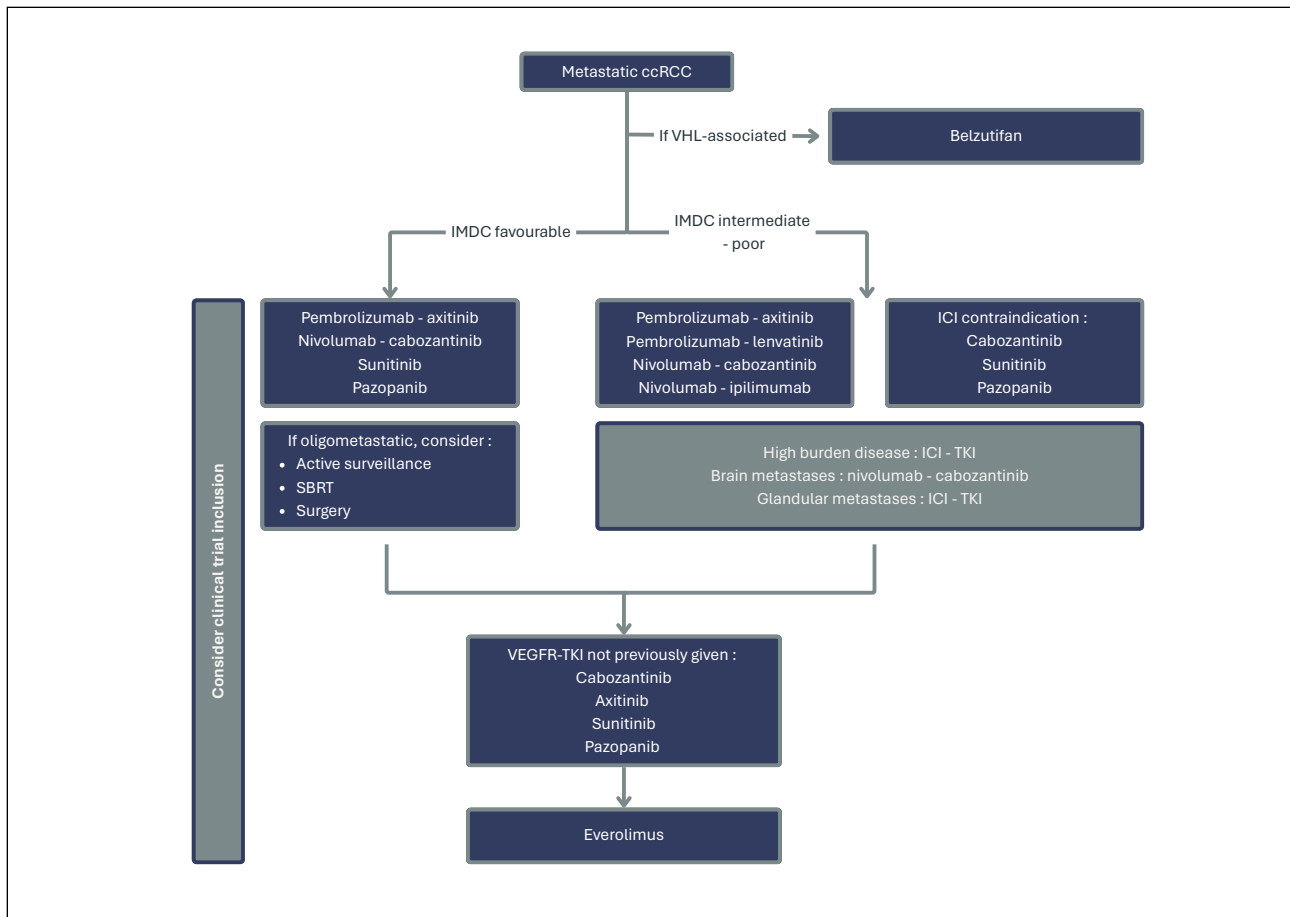 Metastatic ccRCC
If VHL-associated
Belzutifan
IMDC favourable
IMDC intermediate
- poor
Consider clinical trial inclusion
Pembrolizumab - axitinib
Nivolumab - cabozantinib
Sunitinib
Pazopanib
Pembrolizumab - axitinib
Pembrolizumab - lenvatinib
Nivolumab - cabozantinib
Nivolumab - ipilimumab
ICI contraindication :
Cabozantinib
Sunitinib
Pazopanib
If oligometastatic, consider :
• Active surveillance
• SBRT
• Surgery
High burden disease : ICI - TKI
Brain metastases : nivolumab - cabozantinib
Glandular metastases : ICI - TKI
VEGFR-TKI not previously given :
Cabozantinib
Axitinib
Sunitinib
Pazopanib
Everolimus